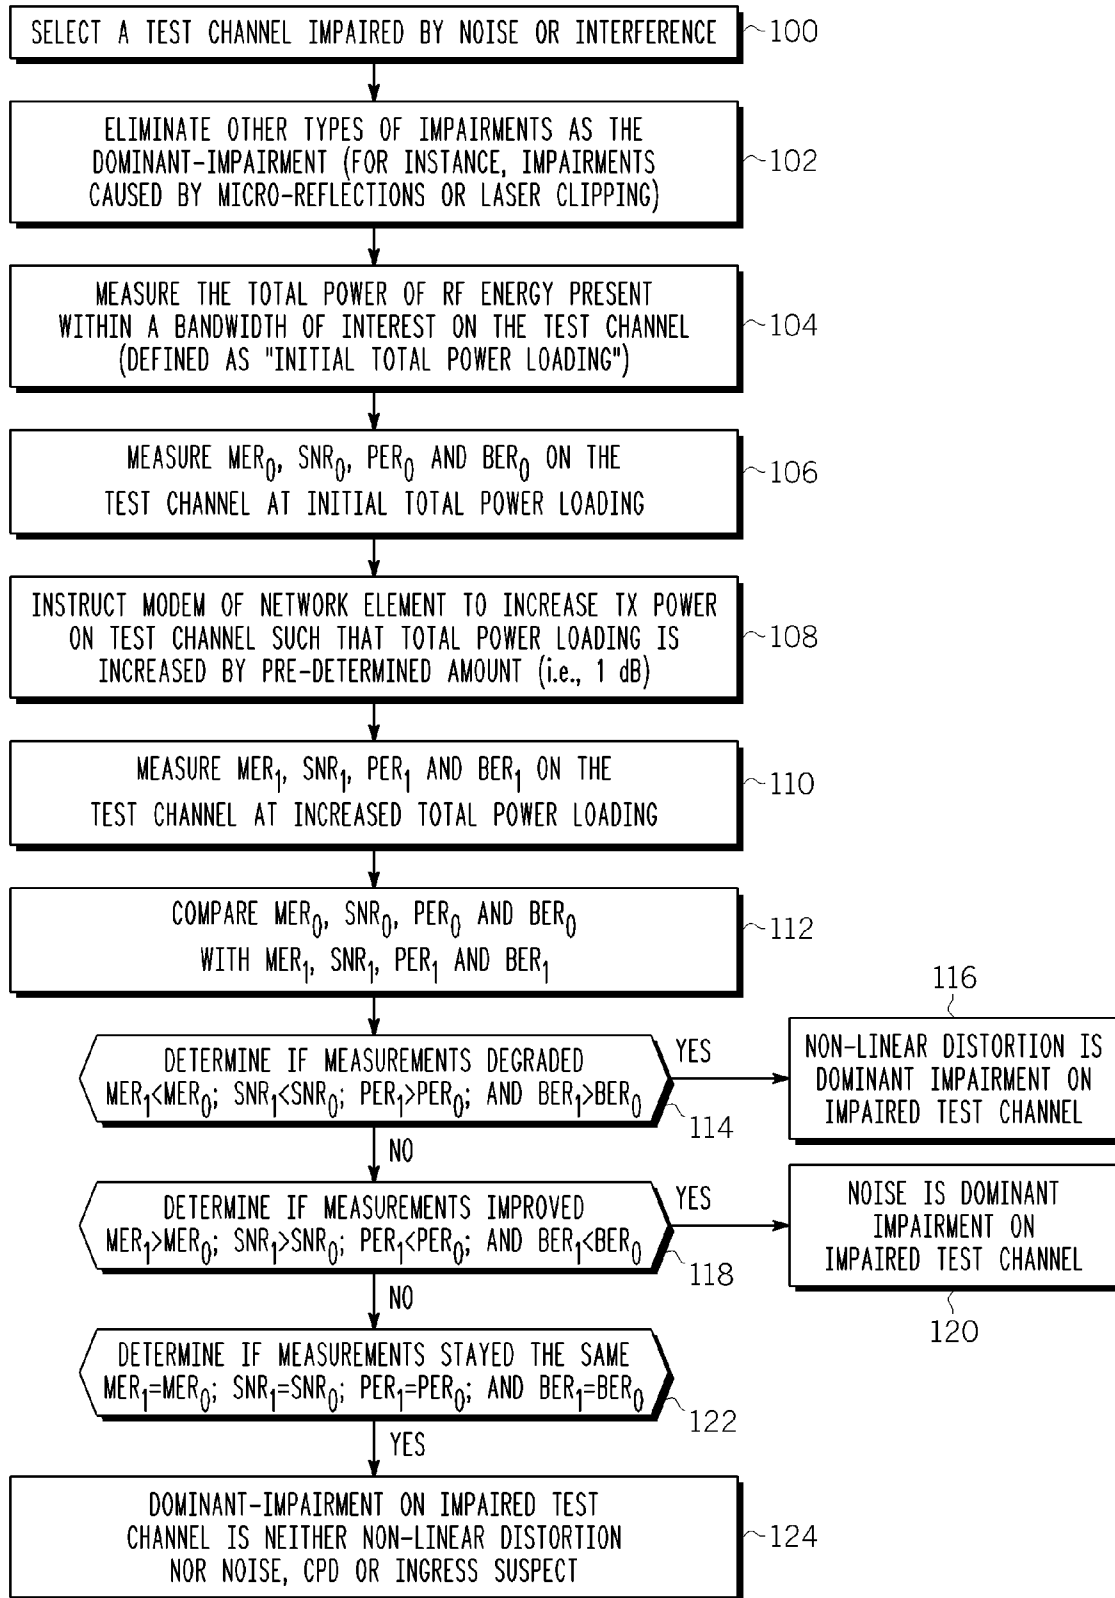 SELECT A TEST CHANNEL IMPAIRED BY NOISE OR INTERFERENCE
100
ELIMINATE OTHER TYPES OF IMPAIRMENTS AS THE
DOMINANT-IMPAIRMENT (FOR INSTANCE, IMPAIRMENTS
CAUSED BY MICRO-REFLECTIONS OR LASER CLIPPING)
102
MEASURE THE TOTAL POWER OF RF ENERGY PRESENT
WITHIN A BANDWIDTH OF INTEREST ON THE TEST CHANNEL
(DEFINED AS "INITIAL TOTAL POWER LOADING")
104
MEASURE MER₀, SNR₀, PER₀ AND BER₀ ON THE
TEST CHANNEL AT INITIAL TOTAL POWER LOADING
106
INSTRUCT MODEM OF NETWORK ELEMENT TO INCREASE TX POWER
ON TEST CHANNEL SUCH THAT TOTAL POWER LOADING IS
INCREASED BY PRE-DETERMINED AMOUNT (i.e., 1 dB)
108
MEASURE MER₁, SNR₁, PER₁ AND BER₁ ON THE
TEST CHANNEL AT INCREASED TOTAL POWER LOADING
110
COMPARE MER₀, SNR₀, PER₀ AND BER₀
WITH MER₁, SNR₁, PER₁ AND BER₁
112
DETERMINE IF MEASUREMENTS DEGRADED
MER₁<MER₀; SNR₁<SNR₀; PER₁>PER₀; AND BER₁>BER₀
114
YES
116
NON-LINEAR DISTORTION IS
DOMINANT IMPAIRMENT ON
IMPAIRED TEST CHANNEL
NO
DETERMINE IF MEASUREMENTS IMPROVED
MER₁>MER₀; SNR₁>SNR₀; PER₁<PER₀; AND BER₁<BER₀
118
YES
NOISE IS DOMINANT
IMPAIRMENT ON
IMPAIRED TEST CHANNEL
120
NO
DETERMINE IF MEASUREMENTS STAYED THE SAME
MER₁=MER₀; SNR₁=SNR₀; PER₁=PER₀; AND BER₁=BER₀
122
YES
DOMINANT-IMPAIRMENT ON IMPAIRED TEST
CHANNEL IS NEITHER NON-LINEAR DISTORTION
NOR NOISE, CPD OR INGRESS SUSPECT
124